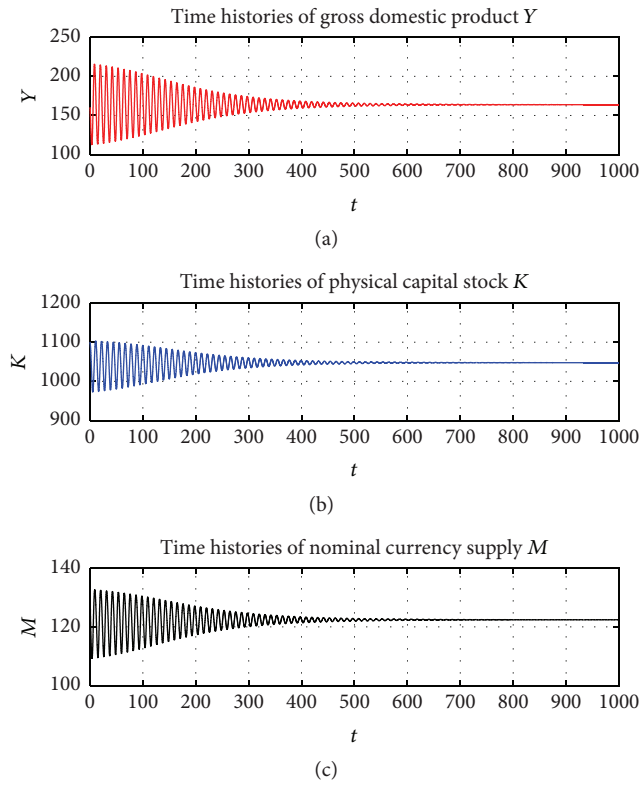 Time histories of gross domestic product Y
250
200
150
100
Y
0 100 200 300 400 500 600 700 800 900 1000
t
(a)
Time histories of physical capital stock K
1200
1100
1000
900
K
0 100 200 300 400 500 600 700 800 900 1000
t
(b)
Time histories of nominal currency supply M
140
120
100
M
0 100 200 300 400 500 600 700 800 900 1000
t
(c)